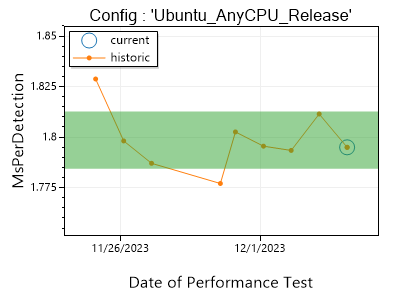 Config : 'Ubuntu_AnyCPU_Release'
current
historic
1.85
1.825
1.8
1.775
MsPerDetection
11/26/2023
12/1/2023
Date of Performance Test